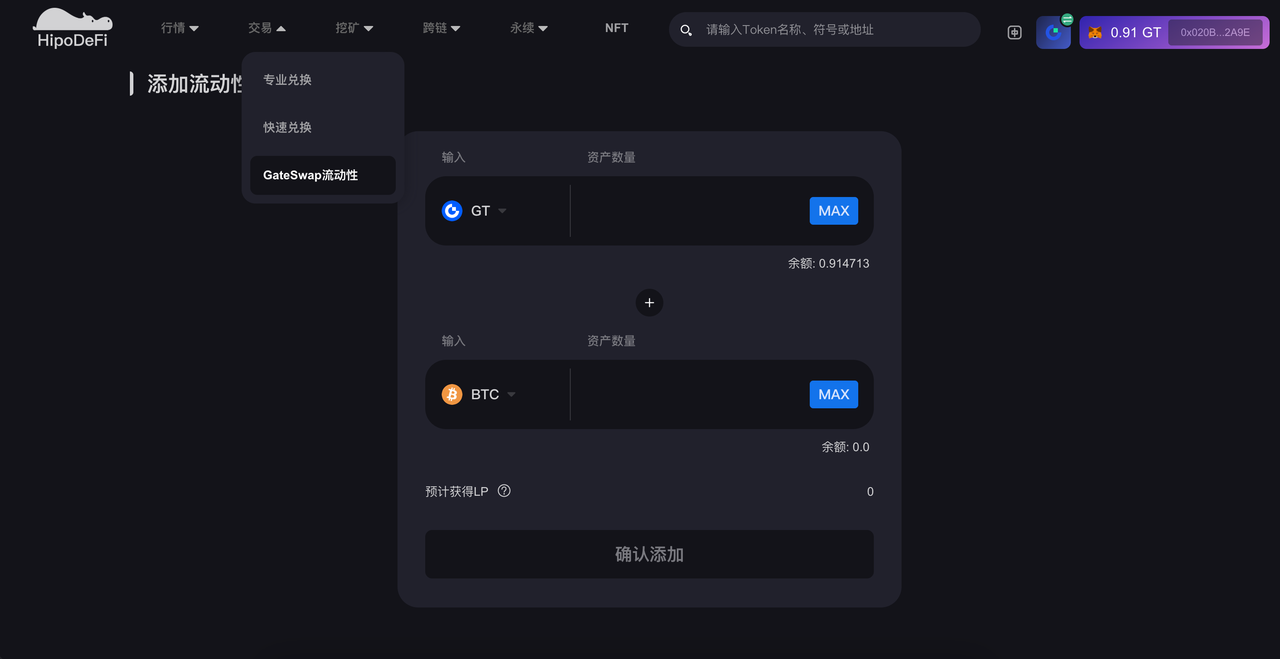 HipoDeFi
行情
交易
挖矿
跨链
永续
NFT
请输入Token名称、符号或地址
中
0.91 GT
0x020B...2A9E
添加流动性
专业兑换
快速兑换
GateSwap流动性
输入
资产数量
GT
MAX
余额: 0.914713
+
输入
资产数量
BTC
MAX
余额: 0.0
预计获得LP ?
0
确认添加